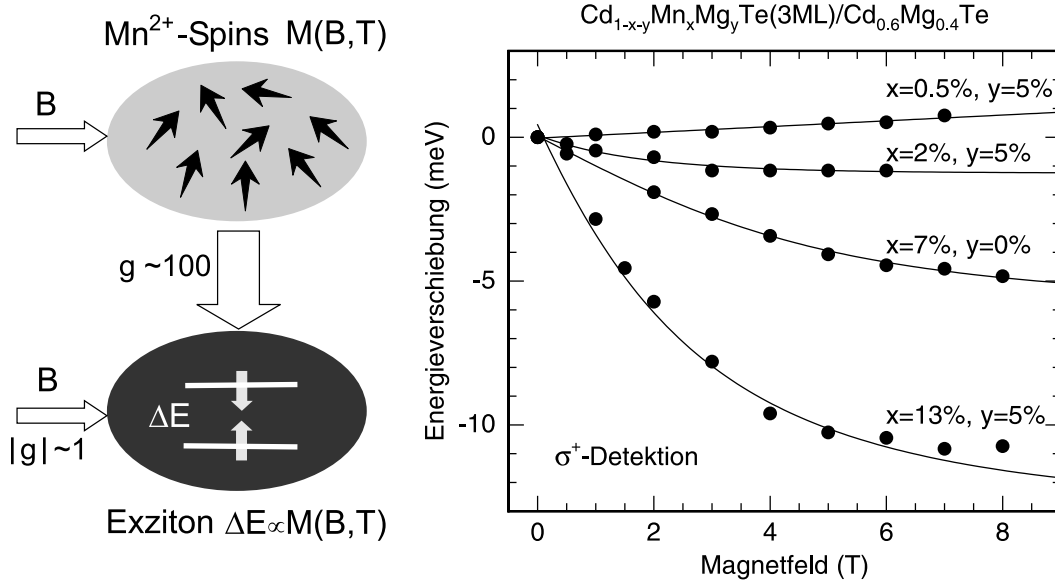 Mn²⁺-Spins M(B,T)
B
g ~100
B
|g|~1
ΔE
Exziton ΔE∝M(B,T)
Cd₁₋ₓ₋ᵧMnₓMgᵧTe(3ML)/Cd₀.₆Mg₀.₄Te
Energieverschiebung (meV)
0
-5
-10
x=0.5%, y=5%
x=2%, y=5%
x=7%, y=0%
x=13%, y=5%
σ⁺-Detektion
0 2 4 6 8
Magnetfeld (T)